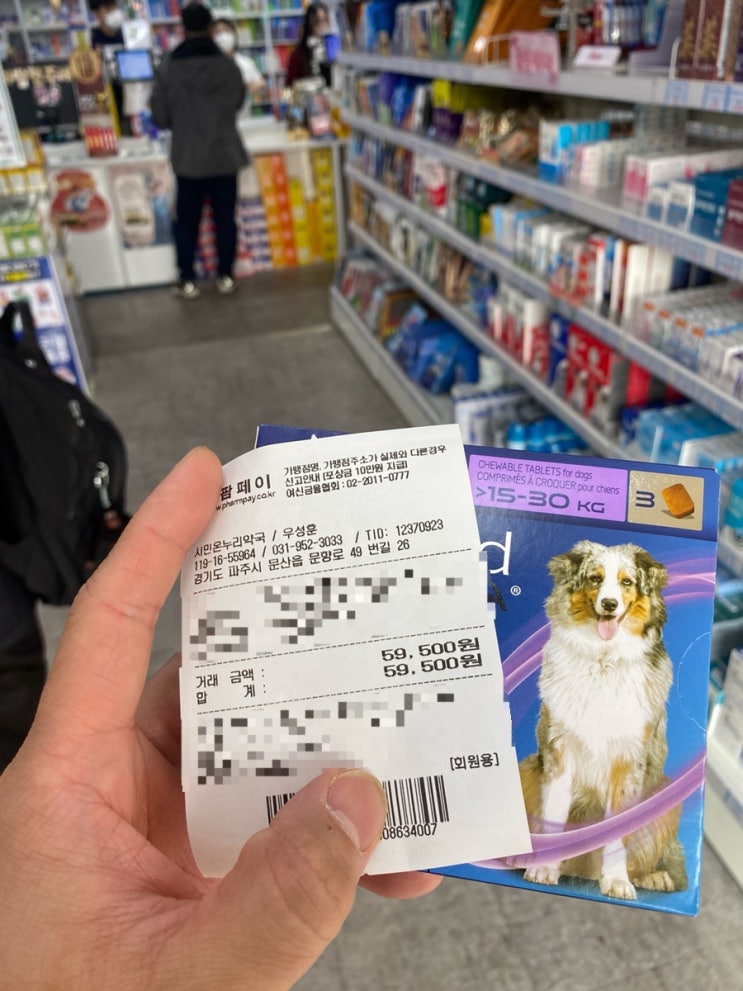 팜페이
www.pharmpay.co.kr
가맹점명, 가맹점주소가 실제와 다른경우
신고안내 [포상금 10만원 지급]
여신금융협회 : 02-2011-0777
시민온누리약국 / 우성훈
119-16-55964 / 031-952-3033 / TID: 12370923
경기도 파주시 문산읍 문향로 49 번길 26
거래 금액 : 59,500원
합 계 : 59,500원
[회원용]
08634007
CHEWABLE TABLETS for dogs
COMPRIMÉS À CROQUER pour chiens
>15-30 KG
3
d
A®